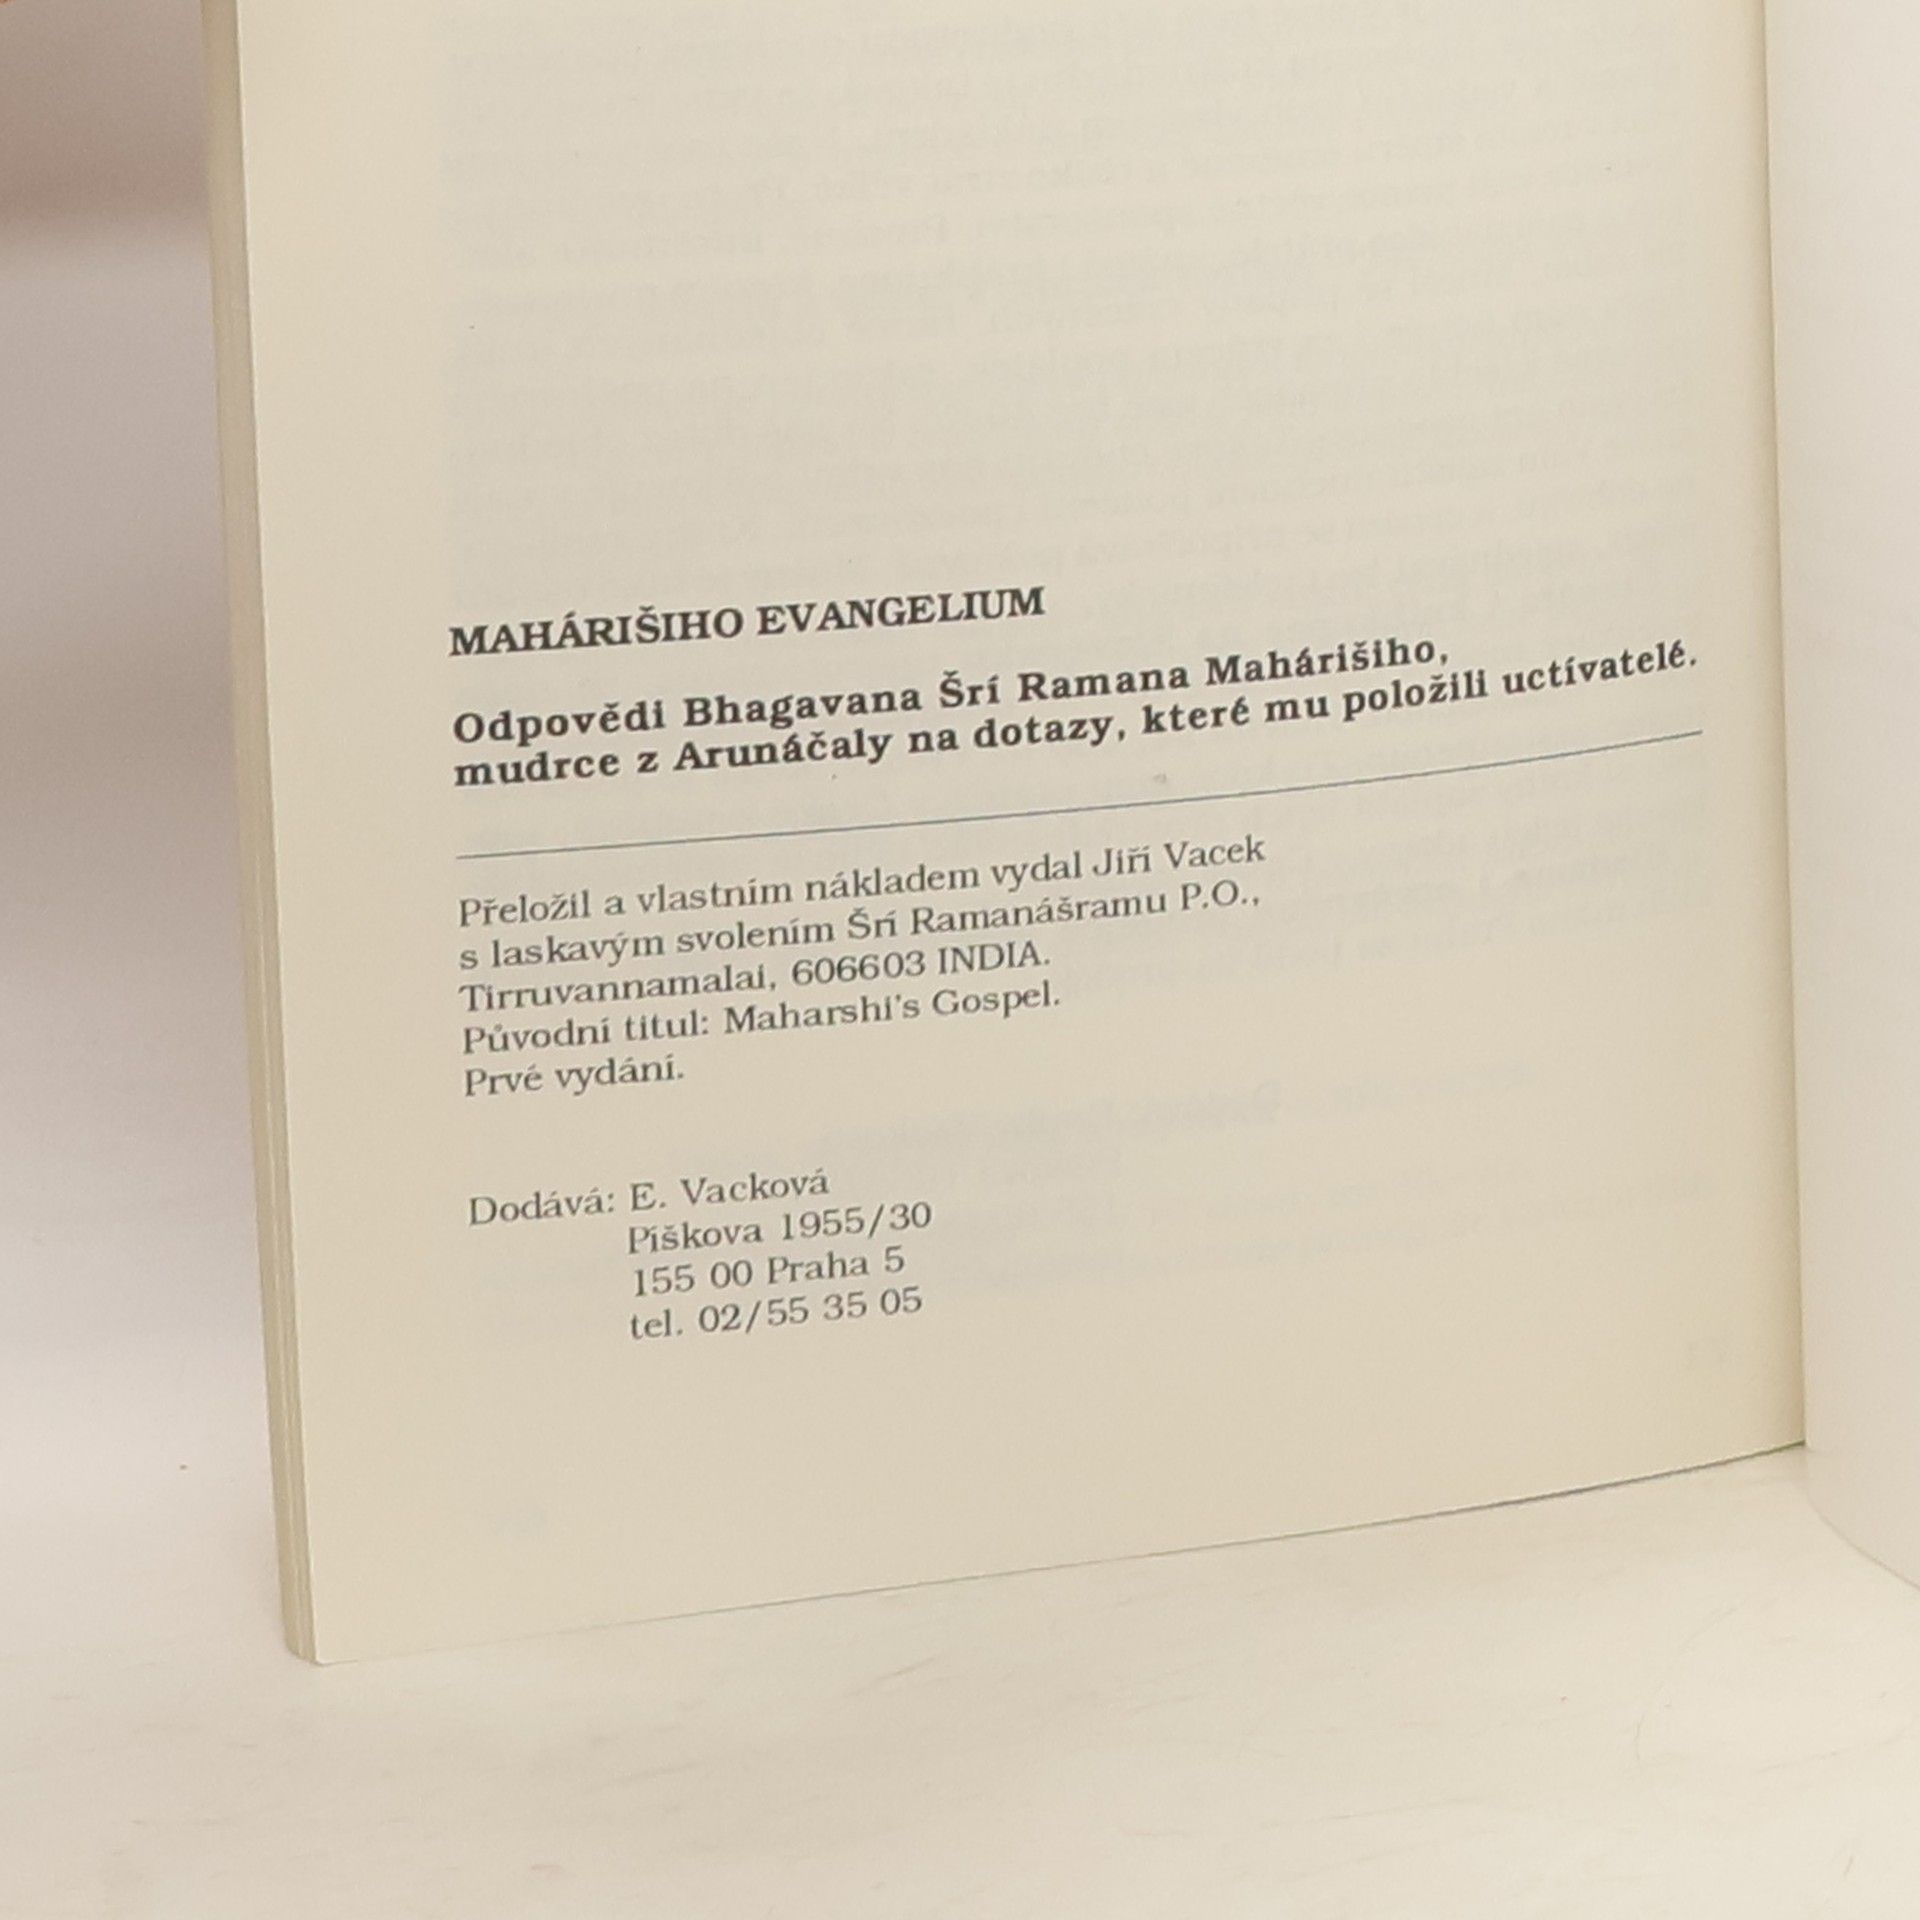 MAHÁRIŠIHO EVANGELIUM
Odpovědi Bhagavana Šrí Ramana Mahárišiho,
mudrce z Arunáčaly na dotazy, které mu položili uctívatelé.
Přeložil a vlastním nákladem vydal Jiří Vacek
s laskavým svolením Šrí Ramanášramu P.O.,
Tirruvannamalai, 606603 INDIA.
Původní titul: Maharshi's Gospel.
Prvé vydání.
Dodává: E. Vacková
Píškova 1955/30
155 00 Praha 5
tel. 02/55 35 05